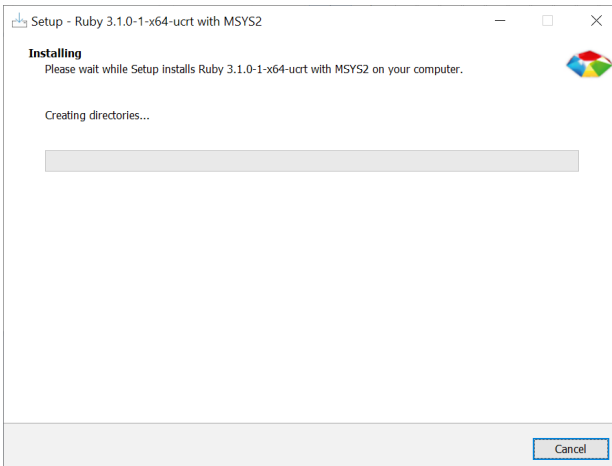 Setup - Ruby 3.1.0-1-x64-ucrt with MSYS2
Installing
Please wait while Setup installs Ruby 3.1.0-1-x64-ucrt with MSYS2 on your computer.
Creating directories...
Cancel